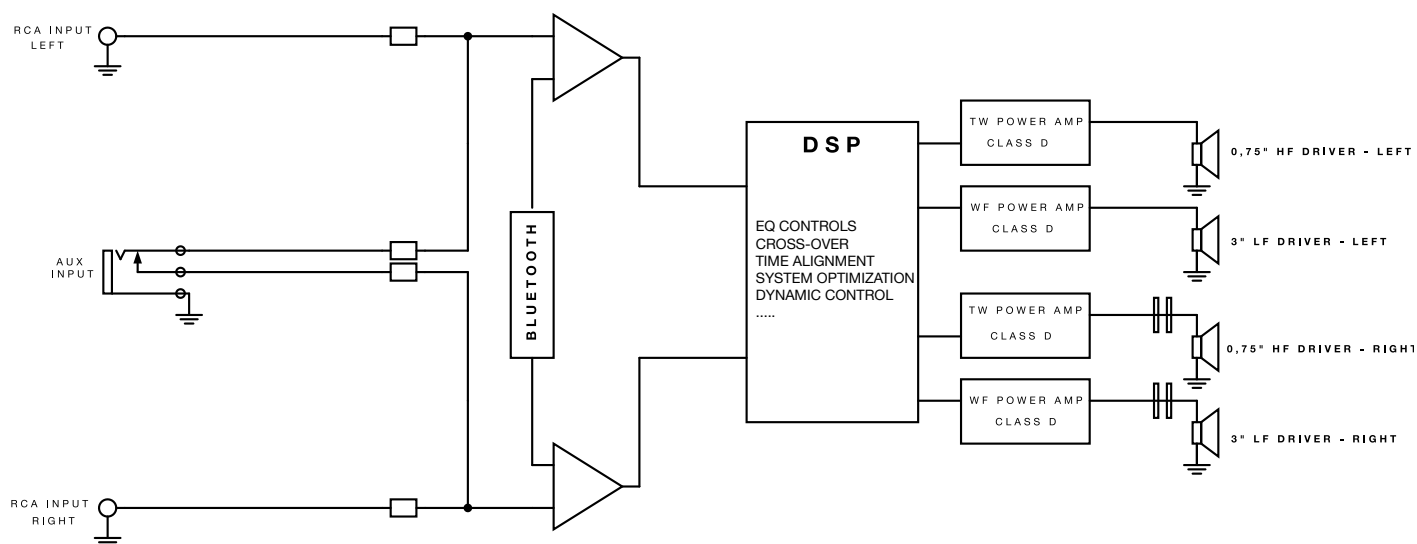 RCA INPUT
LEFT
AUX
INPUT
RCA INPUT
RIGHT
BLUETOOTH
DSP
EQ CONTROLS
CROSS-OVER
TIME ALIGNMENT
SYSTEM OPTIMIZATION
DYNAMIC CONTROL
.....
TW POWER AMP
CLASS D
WF POWER AMP
CLASS D
TW POWER AMP
CLASS D
WF POWER AMP
CLASS D
0,75" HF DRIVER - LEFT
3" LF DRIVER - LEFT
0,75" HF DRIVER - RIGHT
3" LF DRIVER - RIGHT